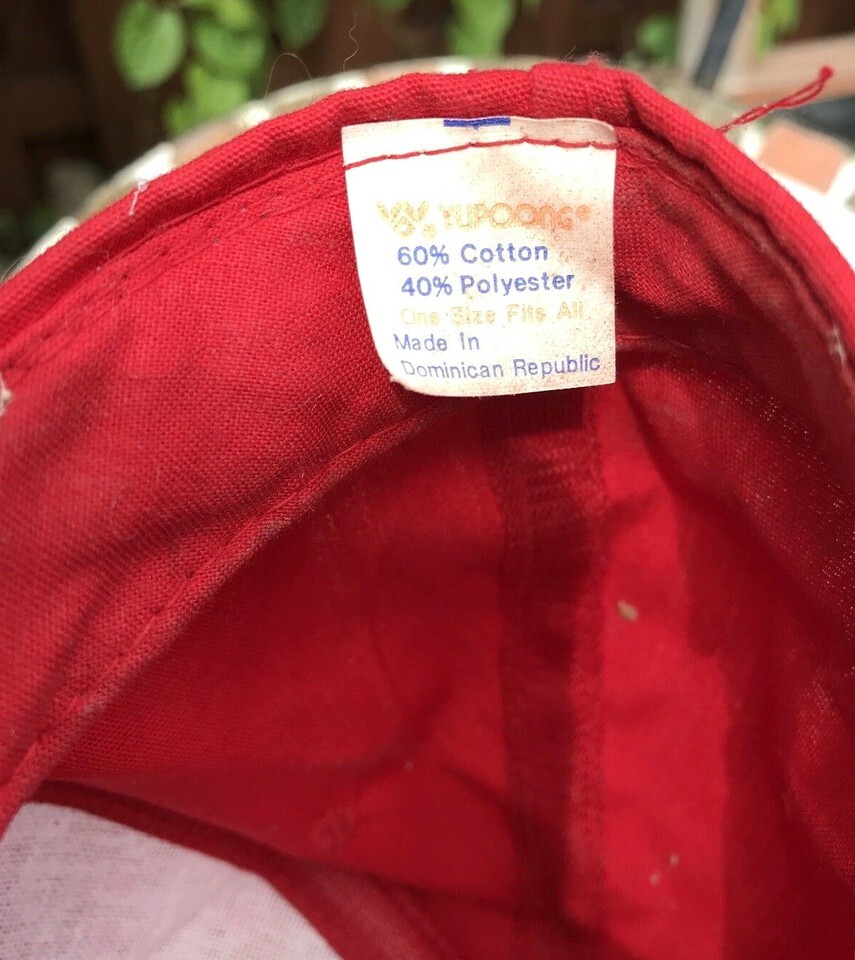 YUPOONG®
60% Cotton
40% Polyester
One Size Fits All
Made In
Dominican Republic